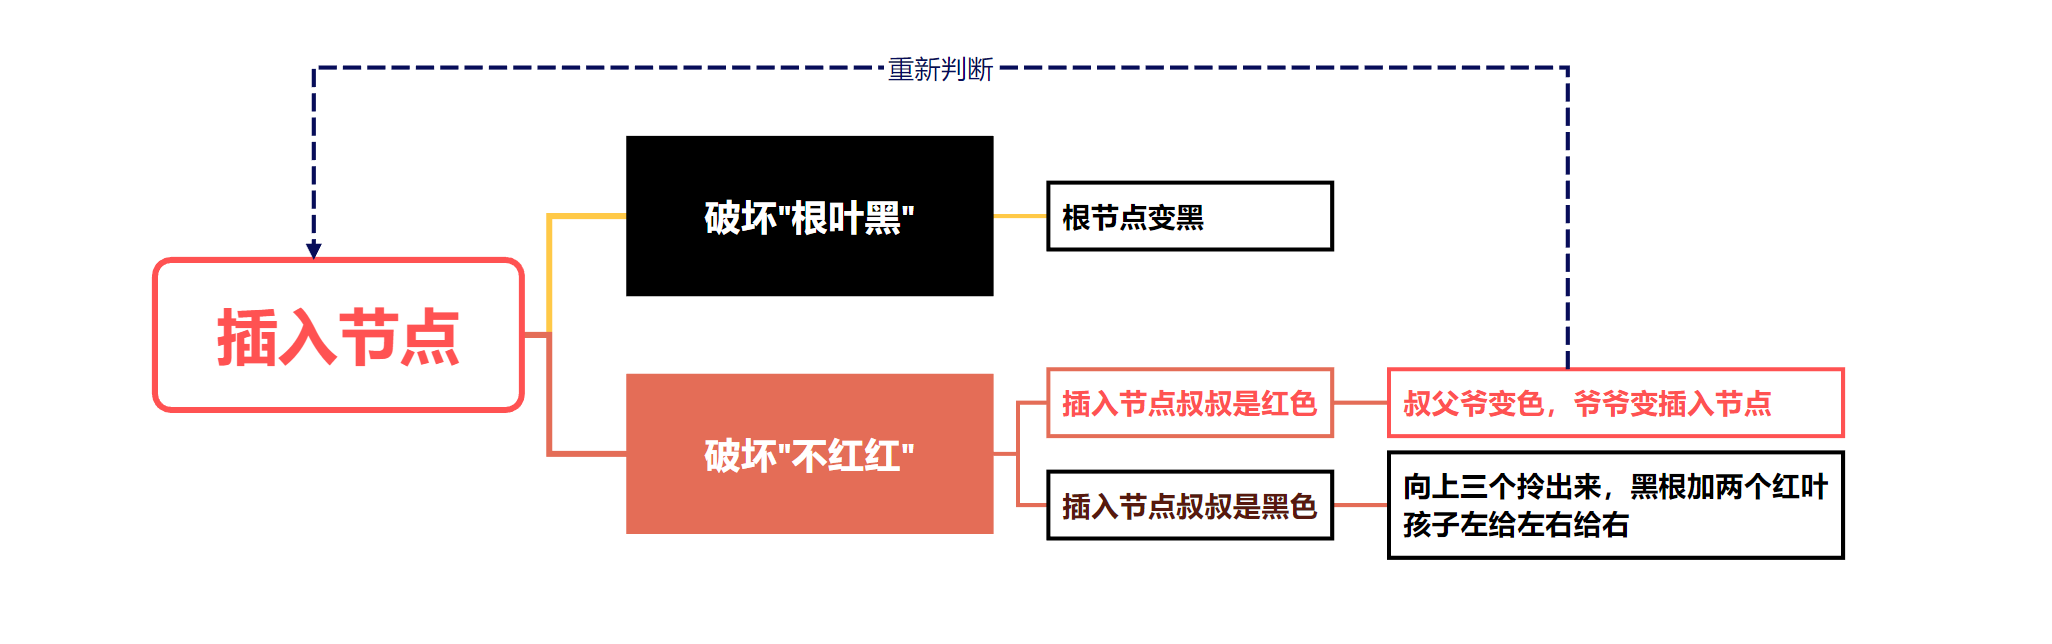 重新判断
破坏"根叶黑"
根节点变黑
插入节点
破坏"不红红"
插入节点叔叔是红色
叔父爷变色，爷爷变插入节点
插入节点叔叔是黑色
向上三个拎出来，黑根加两个红叶
孩子左给左右给右